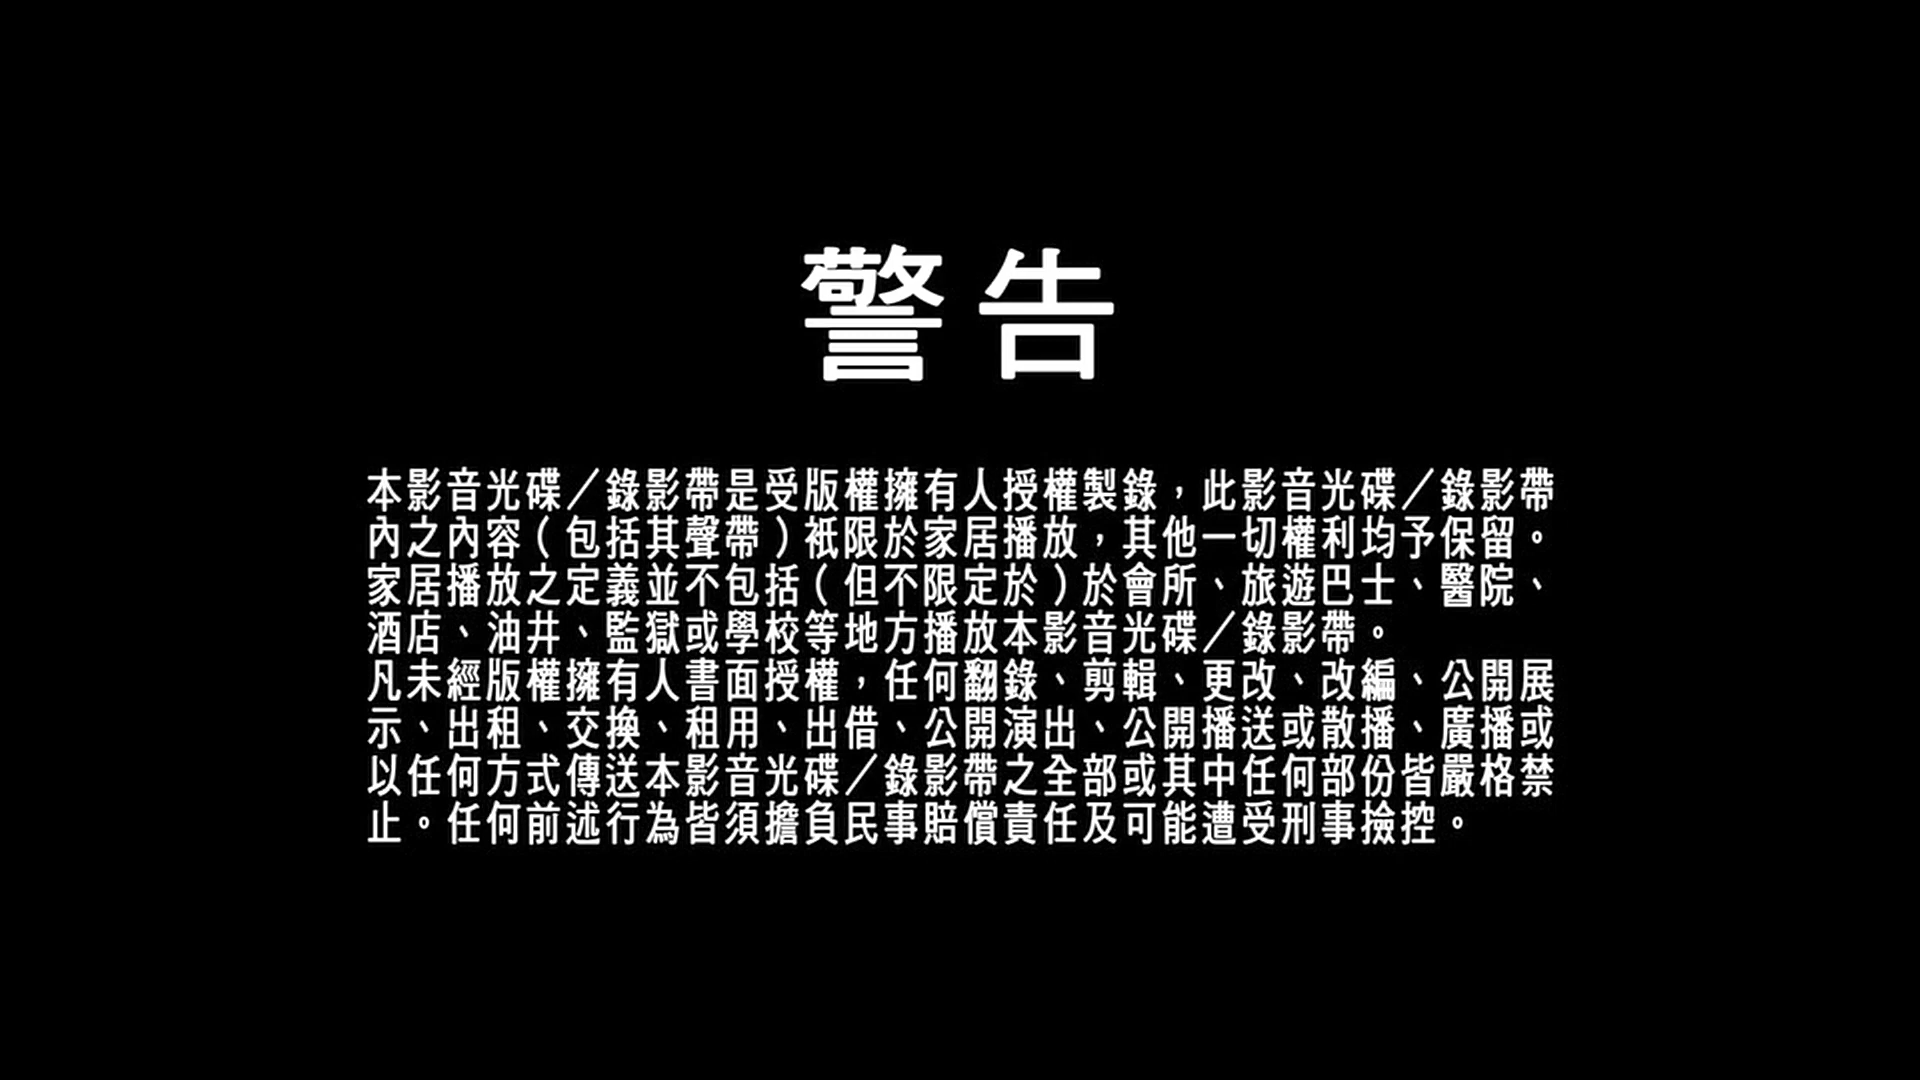 警告
本影音光碟／錄影帶是受版權擁有人授權製錄，此影音光碟／錄影帶
內之內容（包括其聲帶）祇限於家居播放，其他一切權利均予保留。
家居播放之定義並不包括（但不限定於）於會所、旅遊巴士、醫院、
酒店、油井、監獄或學校等地方播放本影音光碟／錄影帶。
凡未經版權擁有人書面授權，任何翻錄、剪輯、更改、改編、公開展
示、出租、交換、租用、出借、公開演出、公開播送或散播、廣播或
以任何方式傳送本影音光碟／錄影帶之全部或其中任何部份皆嚴格禁
止。任何前述行為皆須擔負民事賠償責任及可能遭受刑事撿控。